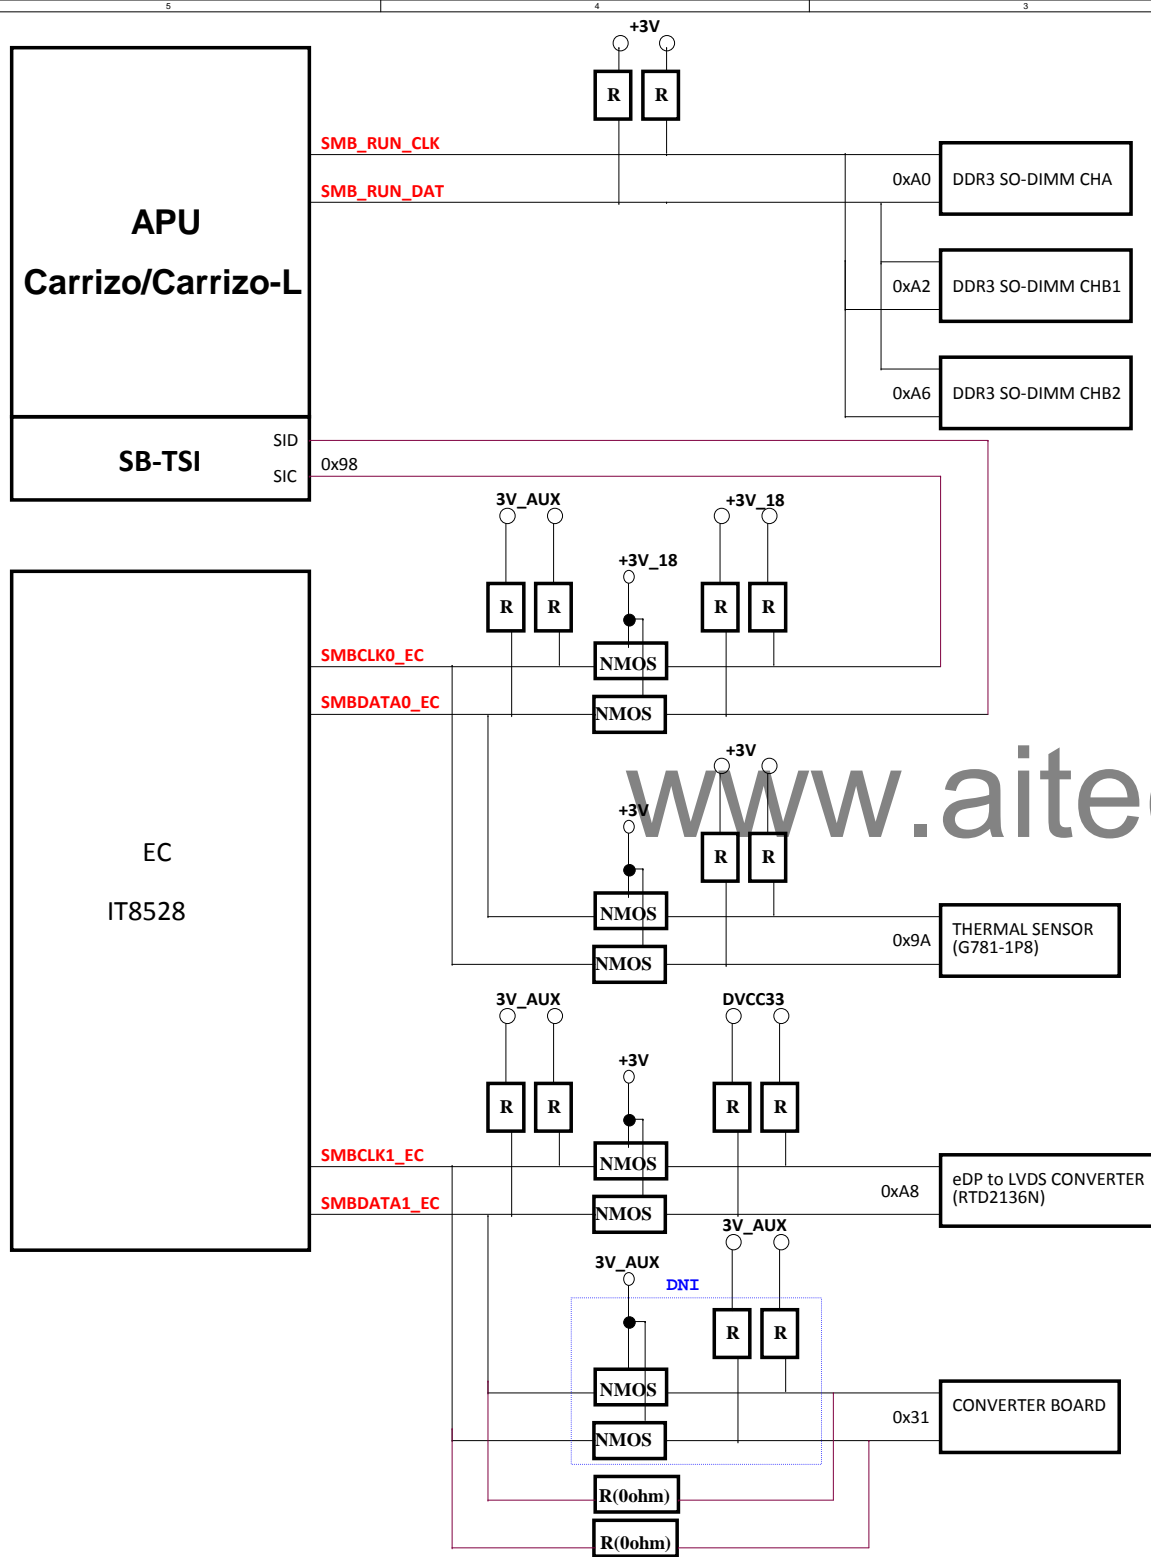 5 4 3
+3V
R R
SMB_RUN_CLK
SMB_RUN_DAT
0xA0 DDR3 SO-DIMM CHA
APU
Carrizo/Carrizo-L
0xA2 DDR3 SO-DIMM CHB1
0xA6 DDR3 SO-DIMM CHB2
SB-TSI
SID
SIC
0x98
3V_AUX
+3V_18
+3V_18
R R
R R
SMBCLK0_EC
NMOS
SMBDATA0_EC
NMOS
+3V
www.aite
+3V
R R
EC
IT8528
NMOS
NMOS
0x9A
THERMAL SENSOR
(G781-1P8)
3V_AUX
DVCC33
+3V
R R
R R
SMBCLK1_EC
NMOS
SMBDATA1_EC
NMOS
0xA8
eDP to LVDS CONVERTER
(RTD2136N)
3V_AUX
3V_AUX
DNI
R R
NMOS
NMOS
0x31
CONVERTER BOARD
R(0ohm)
R(0ohm)